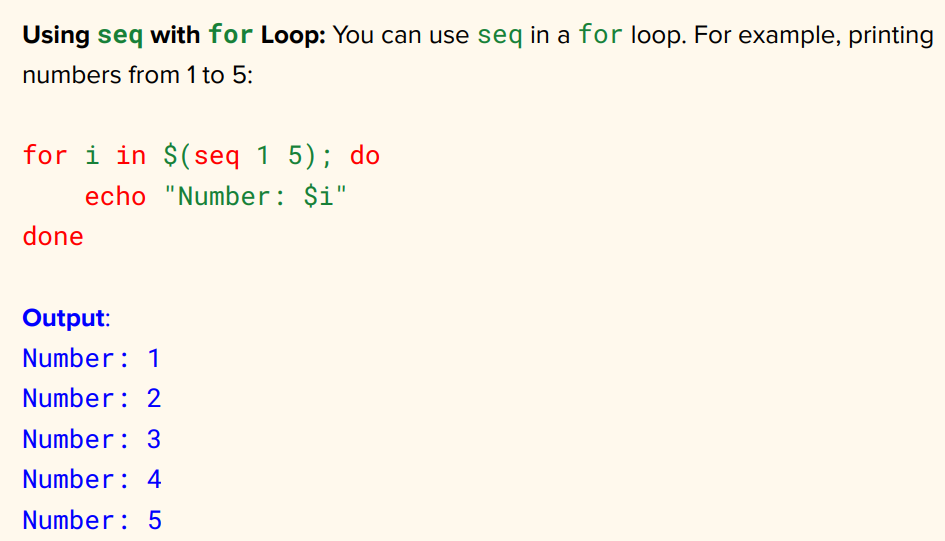 Using seq with for Loop: You can use seq in a for loop. For example, printing
numbers from 1 to 5:
for i in $(seq 1 5); do
    echo "Number: $i"
done
Output:
Number: 1
Number: 2
Number: 3
Number: 4
Number: 5